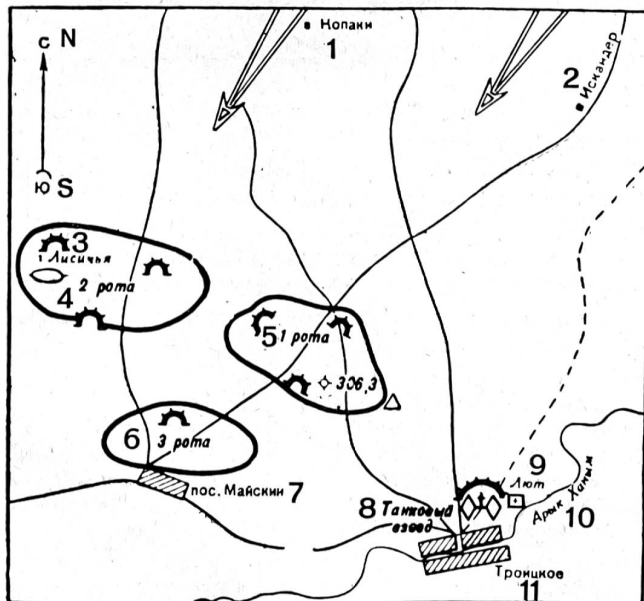 С N
Копаки
1
2
Искандер
ю S
3
г Лисичья
4 2 рота
5 1 рота
306,3
6 3 рота
пос. Майскин 7
8 Танковый
взвод
9
Лют
Арык Ханым
10
Троицкое
11